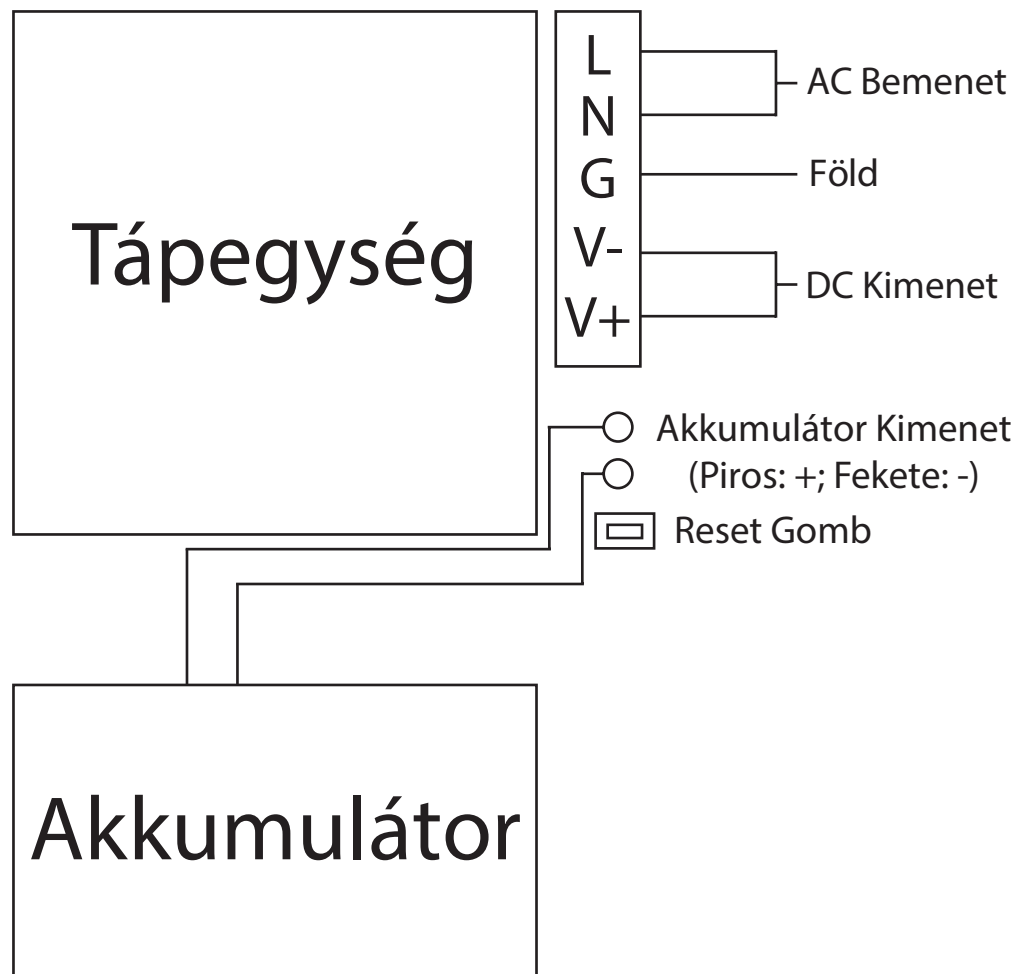 Tápegység
L
N
G
V-
V+
AC Bemenet
Föld
DC Kimenet
Akkumulátor Kimenet
(Piros: +; Fekete: -)
Reset Gomb
Akkumulátor